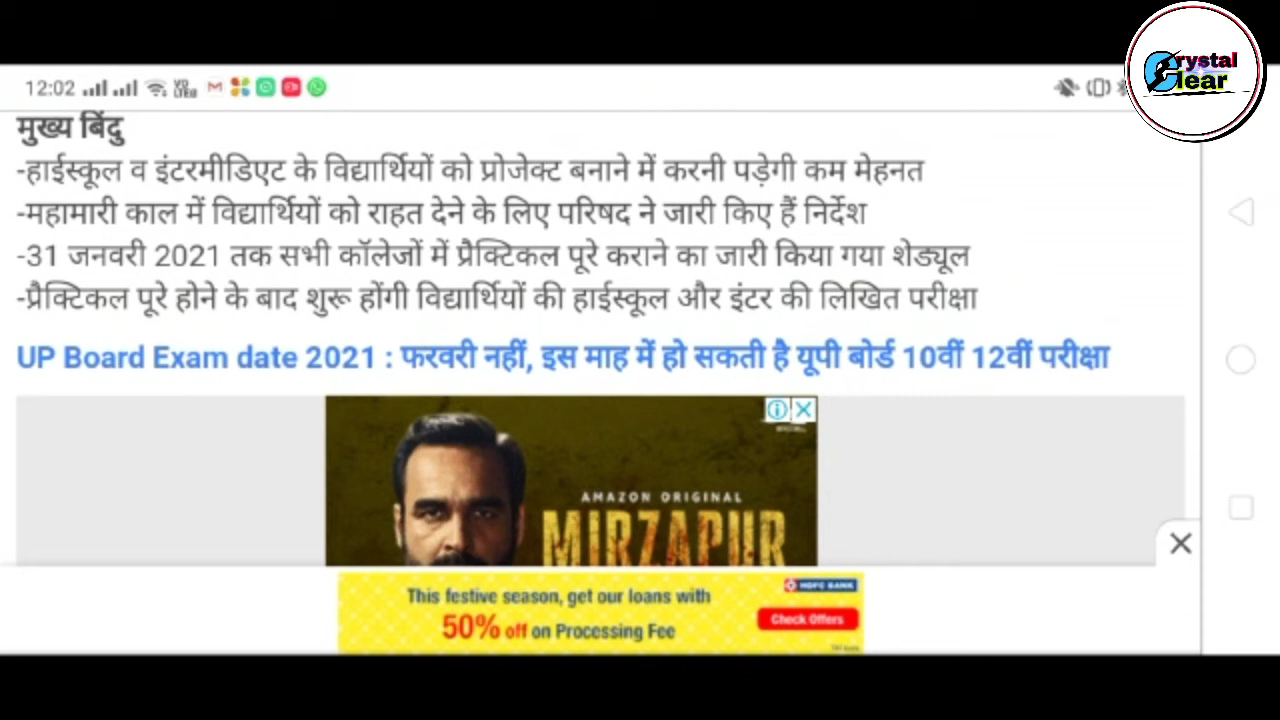 rystal
lear
12:02
मुख्य बिंदु
-हाईस्कूल व इंटरमीडिएट के विद्यार्थियों को प्रोजेक्ट बनाने में करनी पड़ेगी कम मेहनत
-महामारी काल में विद्यार्थियों को राहत देने के लिए परिषद ने जारी किए हैं निर्देश
-31 जनवरी 2021 तक सभी कॉलेजों में प्रैक्टिकल पूरे कराने का जारी किया गया शेड्यूल
-प्रैक्टिकल पूरे होने के बाद शुरू होंगी विद्यार्थियों की हाईस्कूल और इंटर की लिखित परीक्षा
UP Board Exam date 2021 : फरवरी नहीं, इस माह में हो सकती है यूपी बोर्ड 10वीं 12वीं परीक्षा
AMAZON ORIGINAL
MIRZAPUR
This festive season, get our loans with
50% off on Processing Fee
HDFC BANK
Check Offers